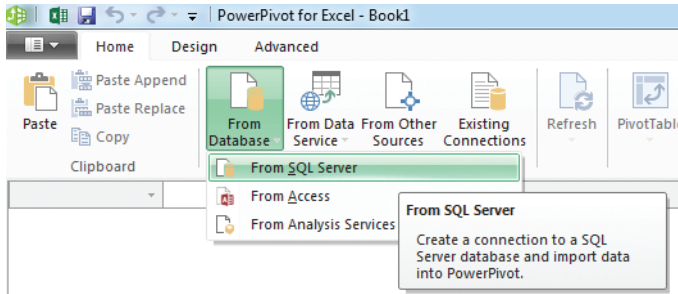 PowerPivot for Excel - Book1
Home Design Advanced
Paste
Paste Append
Paste Replace
Copy
Clipboard
From Database
From Data Service
From Other Sources
Existing Connections
Refresh
PivotTabl
From SQL Server
From Access
From Analysis Services
From SQL Server
Create a connection to a SQL
Server database and import data
into PowerPivot.